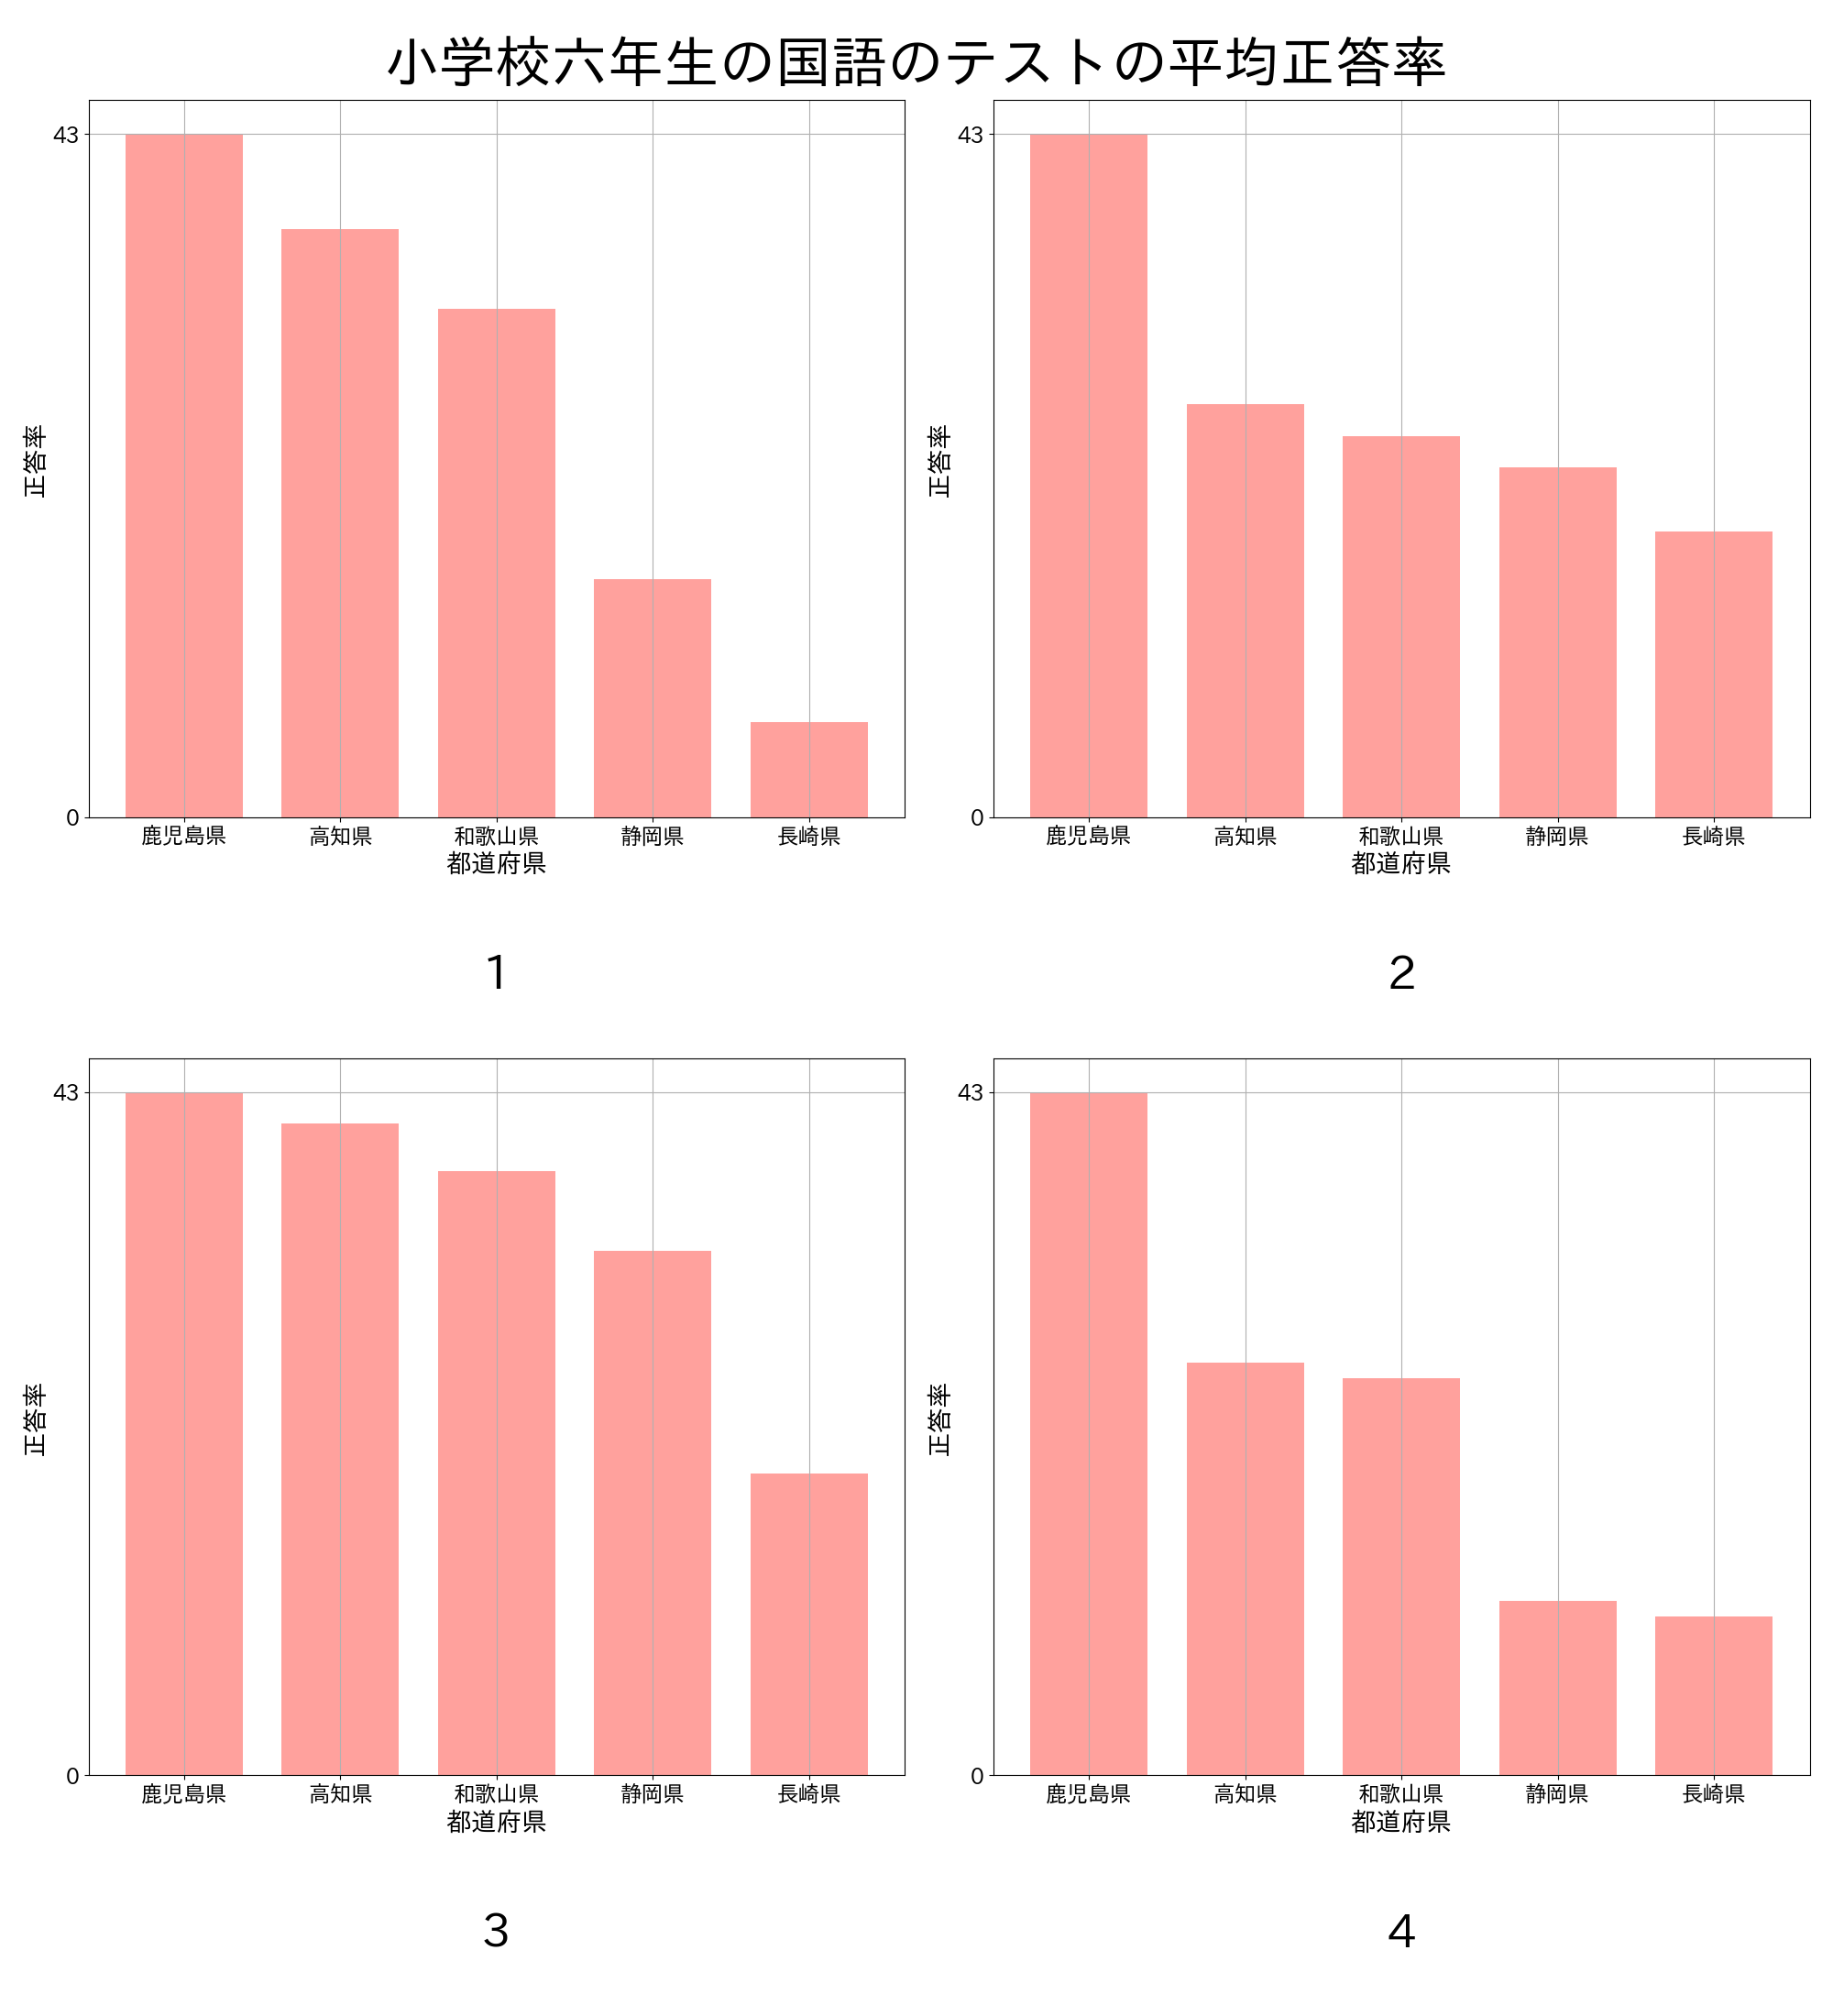 小学校六年生の国語のテストの平均正答率
43
0
正答率
鹿児島県 高知県 和歌山県 静岡県 長崎県
都道府県
1
43
0
正答率
鹿児島県 高知県 和歌山県 静岡県 長崎県
都道府県
2
43
0
正答率
鹿児島県 高知県 和歌山県 静岡県 長崎県
都道府県
3
43
0
正答率
鹿児島県 高知県 和歌山県 静岡県 長崎県
都道府県
4